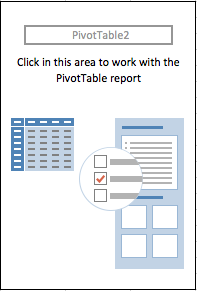 PivotTable2
Click in this area to work with the
PivotTable report